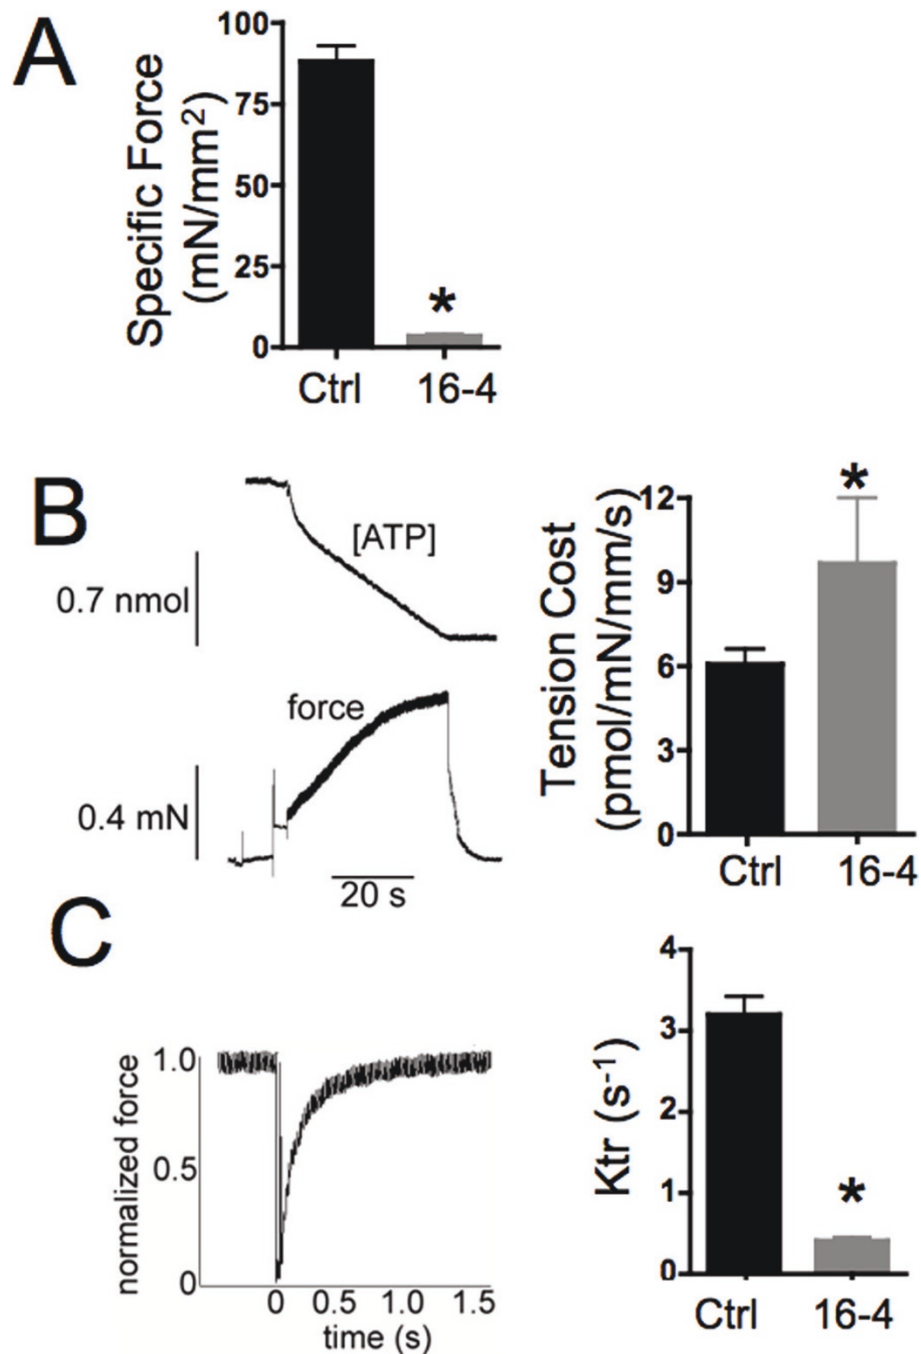 A
Specific Force
(mN/mm²)
100
75
50
25
0
*
Ctrl
16-4
B
[ATP]
0.7 nmol
force
0.4 mN
20 s
Tension Cost
(pmol/mN/mm/s)
12
9
6
3
0
*
Ctrl
16-4
C
normalized force
1.0
0.5
0
0 0.5 1.0 1.5
time (s)
Ktr (s⁻¹)
4
3
2
1
0
*
Ctrl
16-4